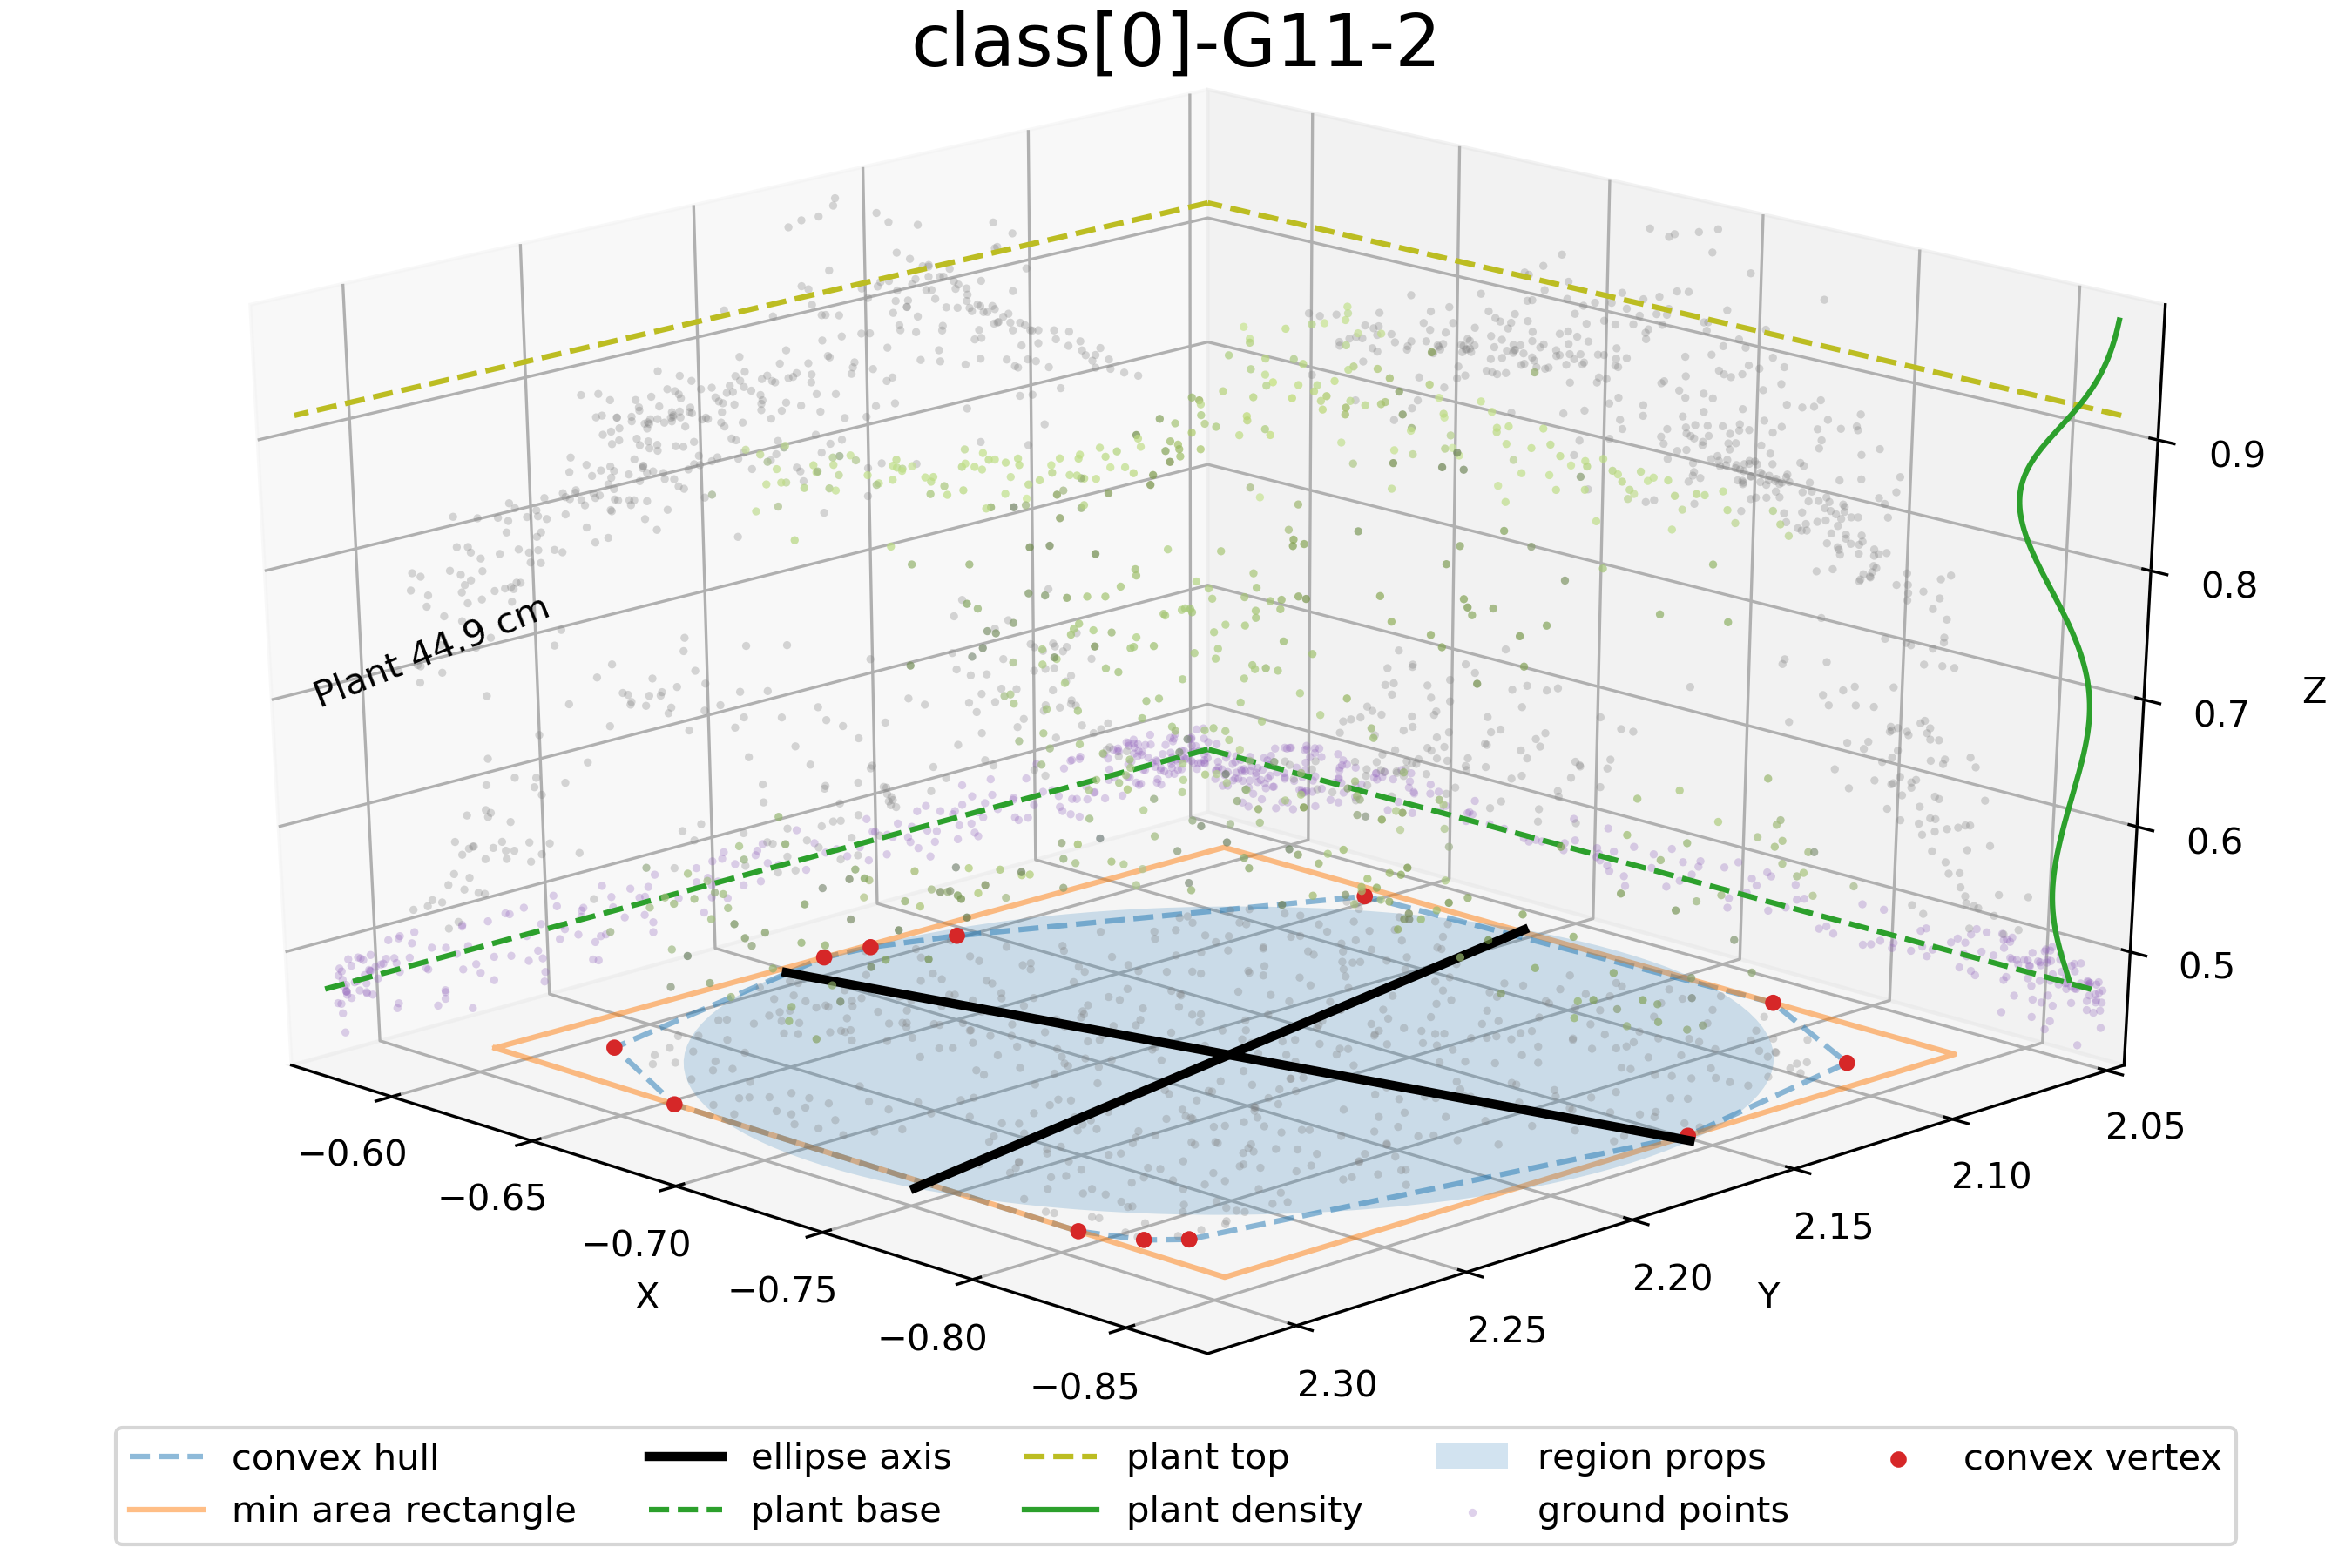 class[0]-G11-2
Plant 44.9 cm
0.9
0.8
0.7
0.6
0.5
Z
−0.60
−0.65
−0.70
−0.75
−0.80
−0.85
X
2.05
2.10
2.15
2.20
2.25
2.30
Y
convex hull
min area rectangle
ellipse axis
plant base
plant top
plant density
region props
ground points
convex vertex